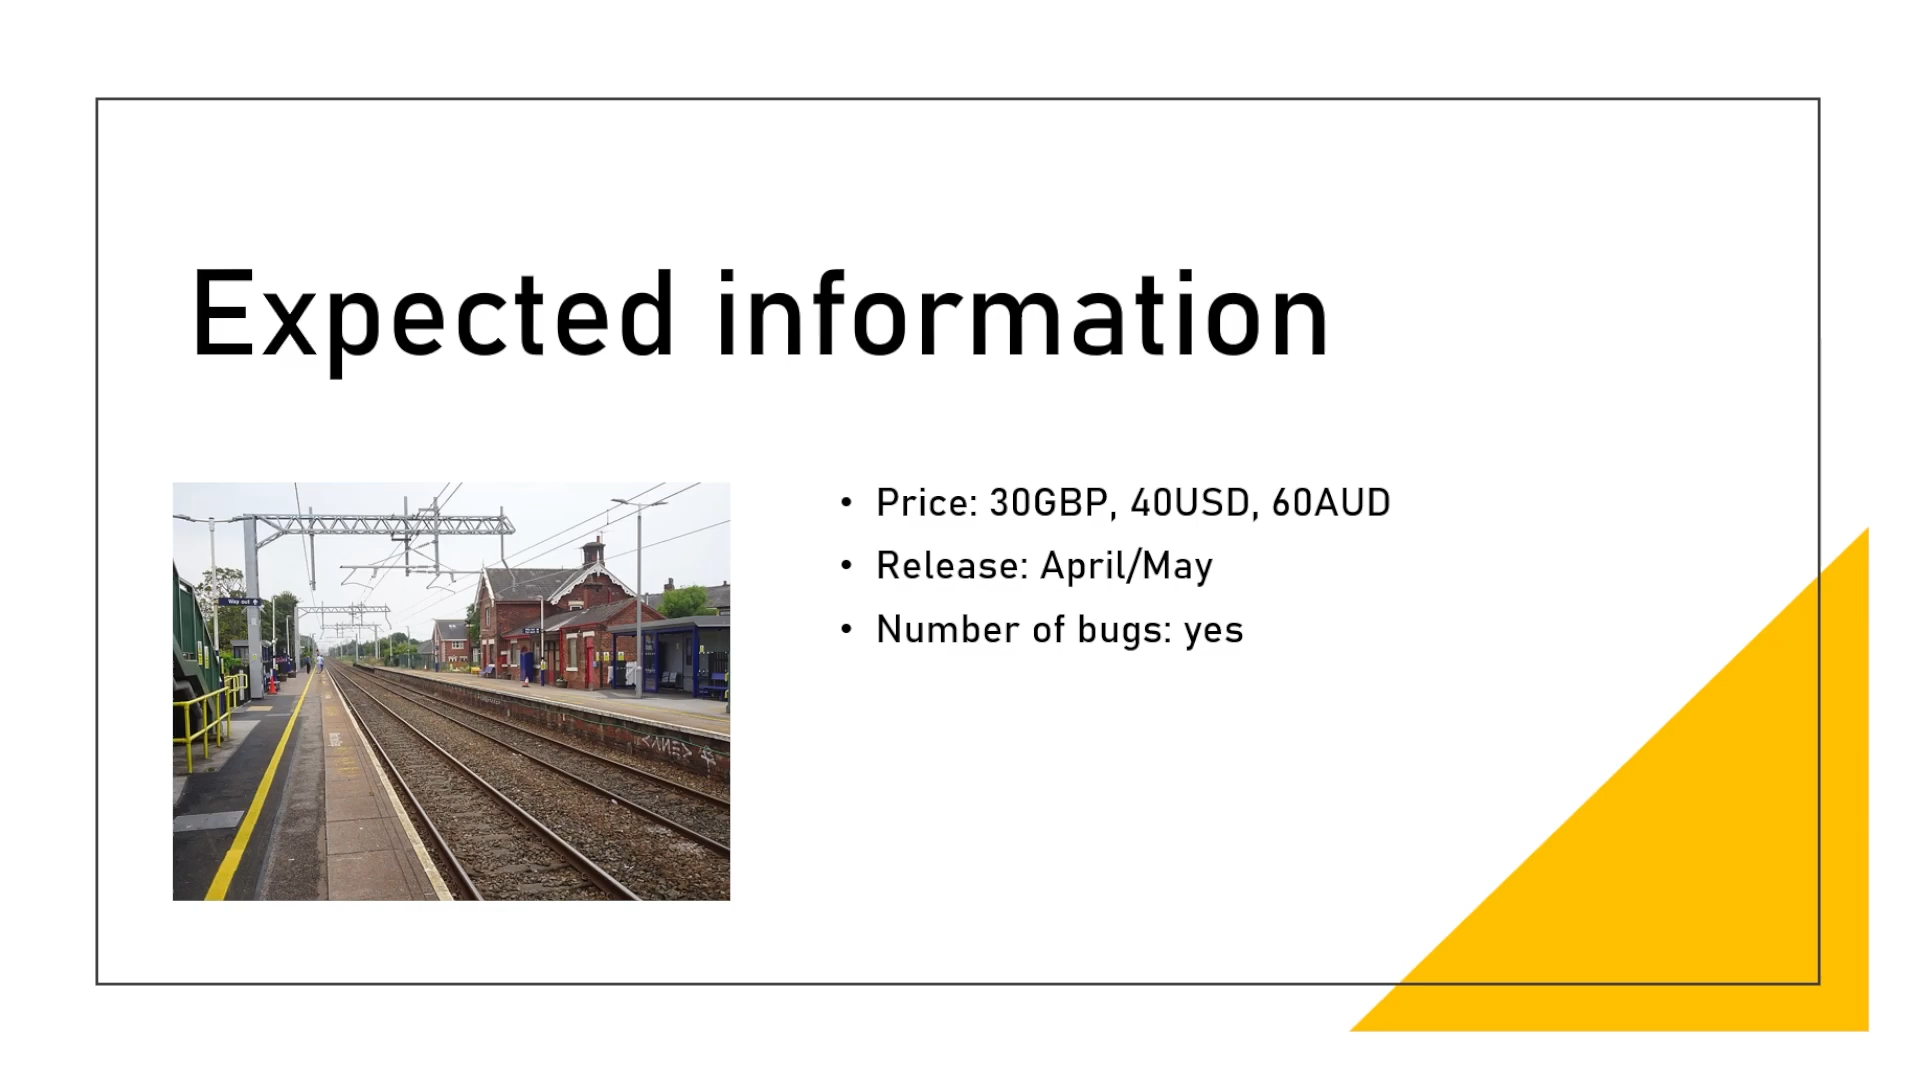 Expected information
Way out
• Price: 30GBP, 40USD, 60AUD
• Release: April/May
• Number of bugs: yes